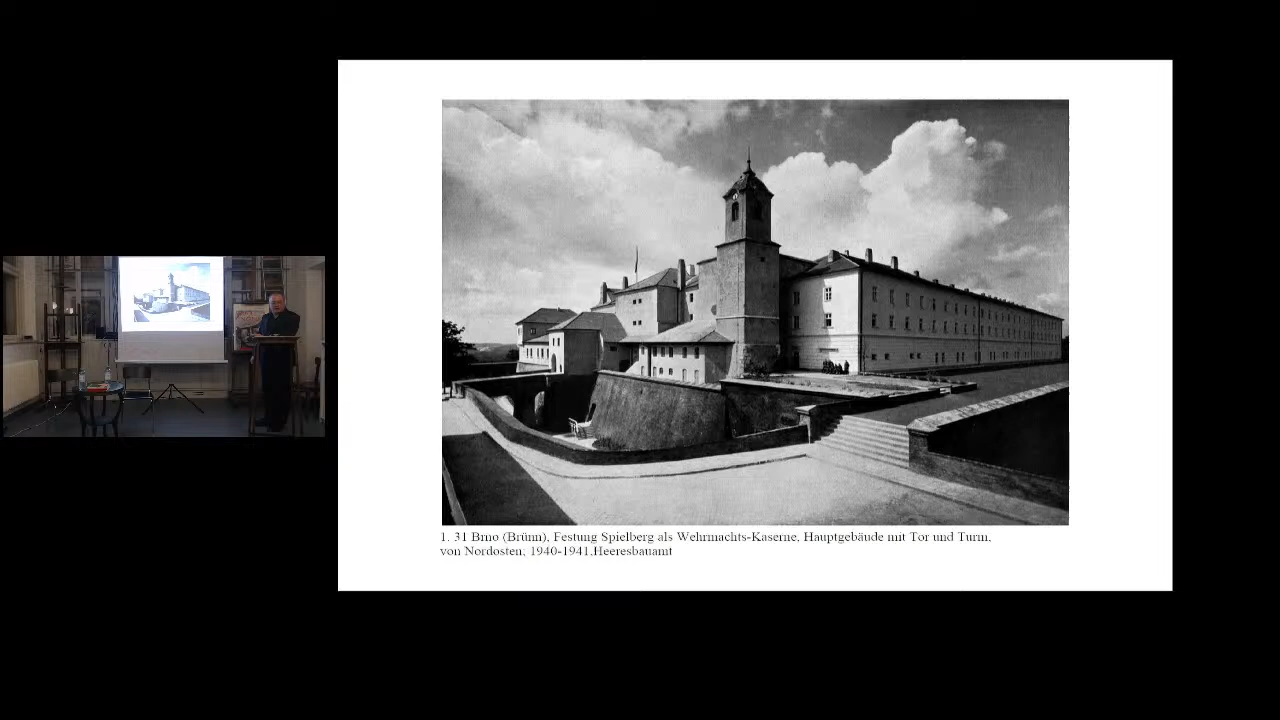 1. 31 Brno (Brünn), Festung Spielberg als Wehrmachts-Kaserne, Hauptgebäude mit Tor und Turm,
von Nordosten; 1940-1941,Heeresbauamt